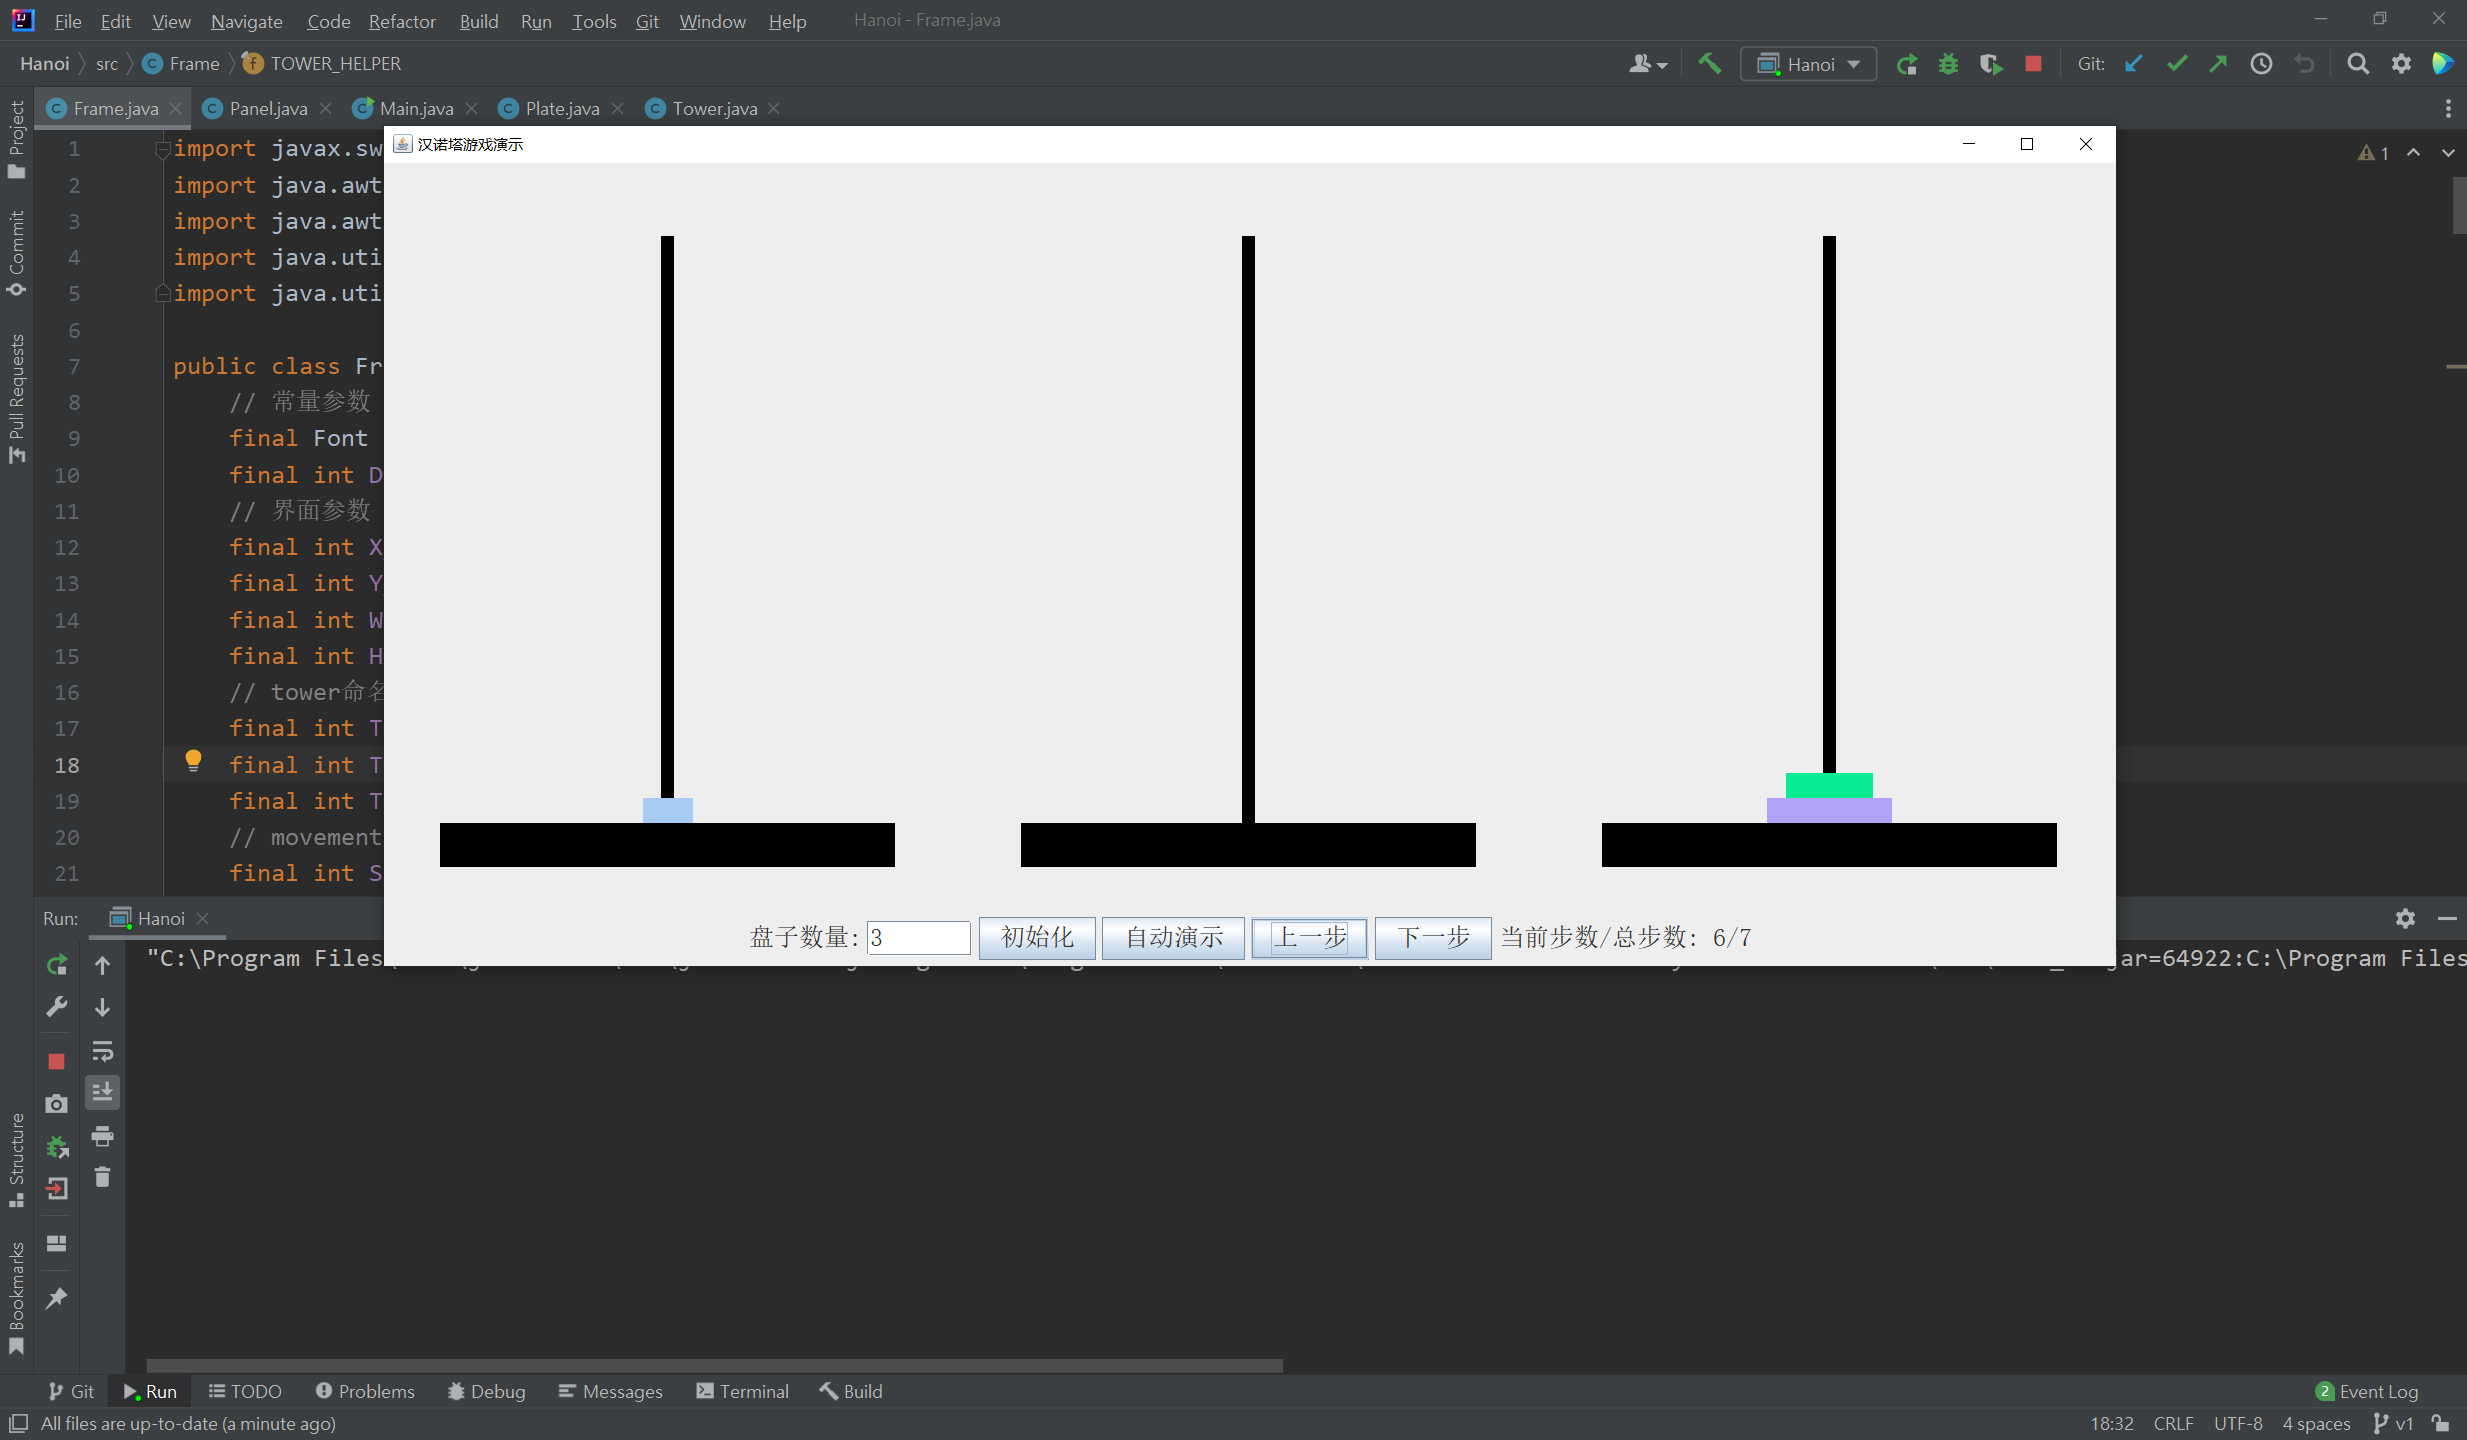 File Edit View Navigate Code Refactor Build Run Tools Git Window Help Hanoi - Frame.java
Hanoi src Frame TOWER_HELPER Hanoi Git:
Frame.java Panel.java Main.java Plate.java Tower.java
汉诺塔游戏演示
1 import javax.sw
2 import java.awt
3 import java.awt
4 import java.uti
5 import java.uti
6
7 public class Fr
8 // 常量参数
9 final Font
10 final int D
11 // 界面参数
12 final int X
13 final int Y
14 final int W
15 final int H
16 // tower命名
17 final int T
18 final int T
19 final int T
20 // movement
21 final int S
1
Project
Commit
Pull Requests
Structure
Bookmarks
盘子数量: 3 初始化 自动演示 上一步 下一步 当前步数/总步数: 6/7
Run: Hanoi
"C:\Program Files
gar=64922:C:\Program Files
Git Run TODO Problems Debug Messages Terminal Build 2 Event Log
All files are up-to-date (a minute ago) 18:32 CRLF UTF-8 4 spaces v1